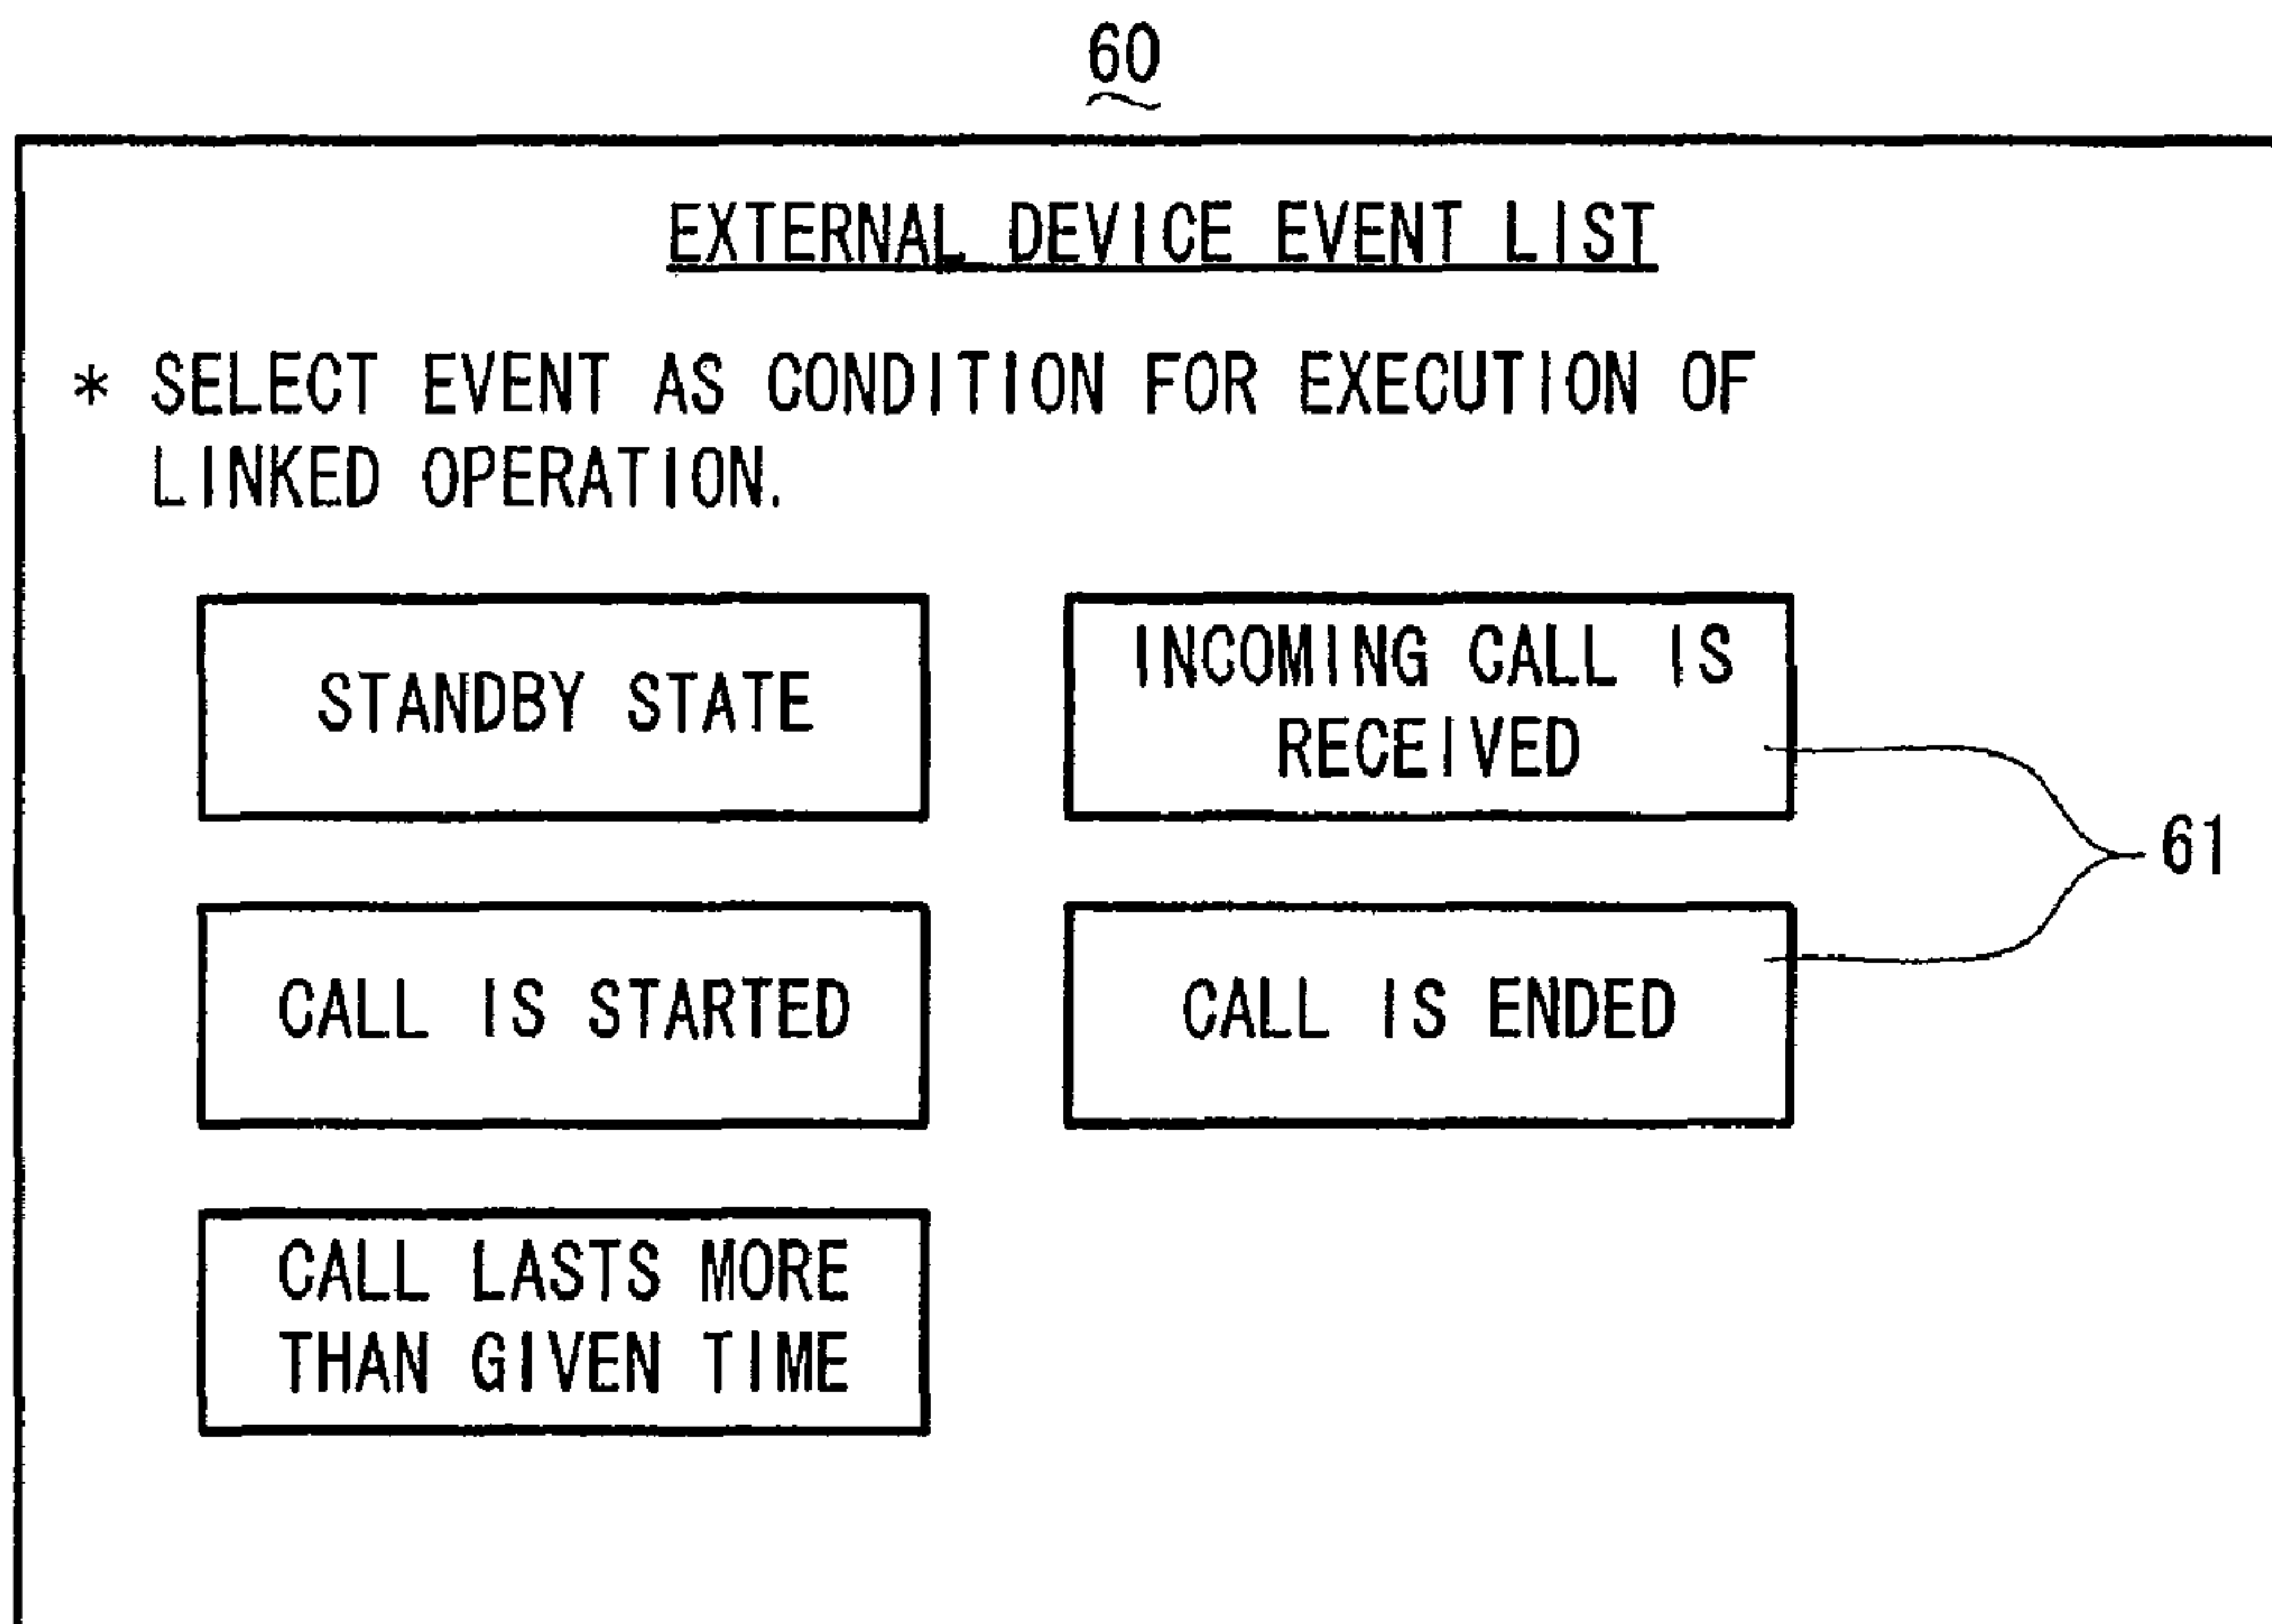 60
EXTERNAL DEVICE EVENT LIST
* SELECT EVENT AS CONDITION FOR EXECUTION OF
LINKED OPERATION.
STANDBY STATE
INCOMING CALL IS
RECEIVED
61
CALL IS STARTED
CALL IS ENDED
CALL LASTS MORE
THAN GIVEN TIME